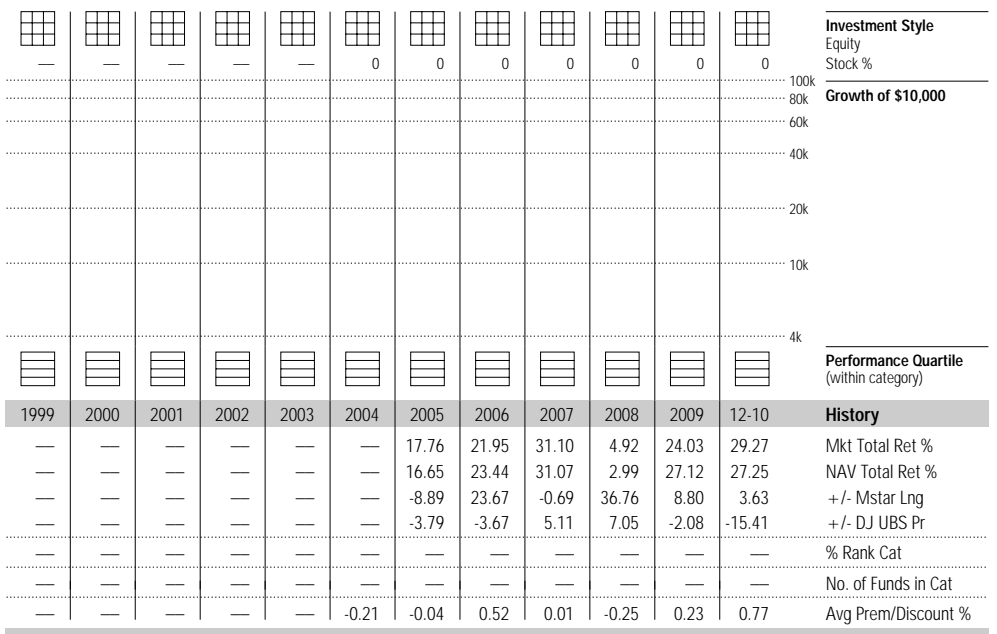 Investment Style
Equity
Stock %
— — — — — 0 0 0 0 0 0 0
100k
Growth of $10,000
80k
60k
40k
20k
10k
4k
Performance Quartile
(within category)
1999 2000 2001 2002 2003 2004 2005 2006 2007 2008 2009 12-10 History
— — — — — — 17.76 21.95 31.10 4.92 24.03 29.27 Mkt Total Ret %
— — — — — — 16.65 23.44 31.07 2.99 27.12 27.25 NAV Total Ret %
— — — — — — -8.89 23.67 -0.69 36.76 8.80 3.63 +/- Mstar Lng
— — — — — — -3.79 -3.67 5.11 7.05 -2.08 -15.41 +/- DJ UBS Pr
— — — — — — — — — — — — % Rank Cat
— — — — — — — — — — — — No. of Funds in Cat
— — — — — -0.21 -0.04 0.52 0.01 -0.25 0.23 0.77 Avg Prem/Discount %